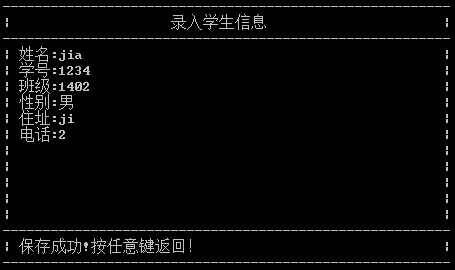 录入学生信息
姓名:jia
学号:1234
班级:1402
性别:男
住址:ji
电话:2
保存成功!按任意键返回!